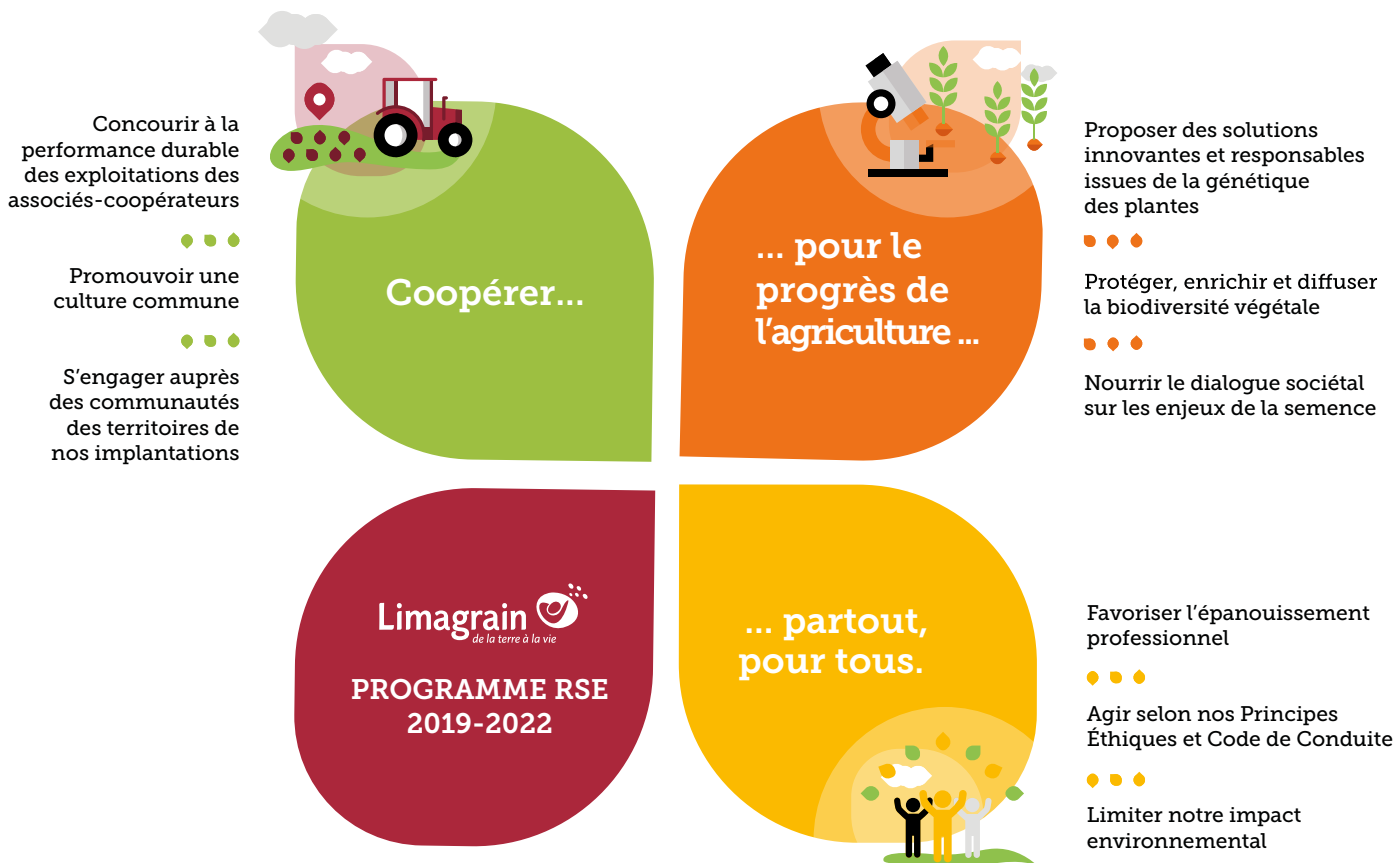 Concourir à la
performance durable
des exploitations des
associés-coopérateurs
Promouvoir une
culture commune
S'engager auprès
des communautés
des territoires de
nos implantations
Coopérer...
... pour le
progrès de
l'agriculture ...
Proposer des solutions
innovantes et responsables
issues de la génétique
des plantes
Protéger, enrichir et diffuser
la biodiversité végétale
Nourrir le dialogue sociétal
sur les enjeux de la semence
Limagrain
de la terre à la vie
PROGRAMME RSE
2019-2022
... partout,
pour tous.
Favoriser l'épanouissement
professionnel
Agir selon nos Principes
Éthiques et Code de Conduite
Limiter notre impact
environnemental